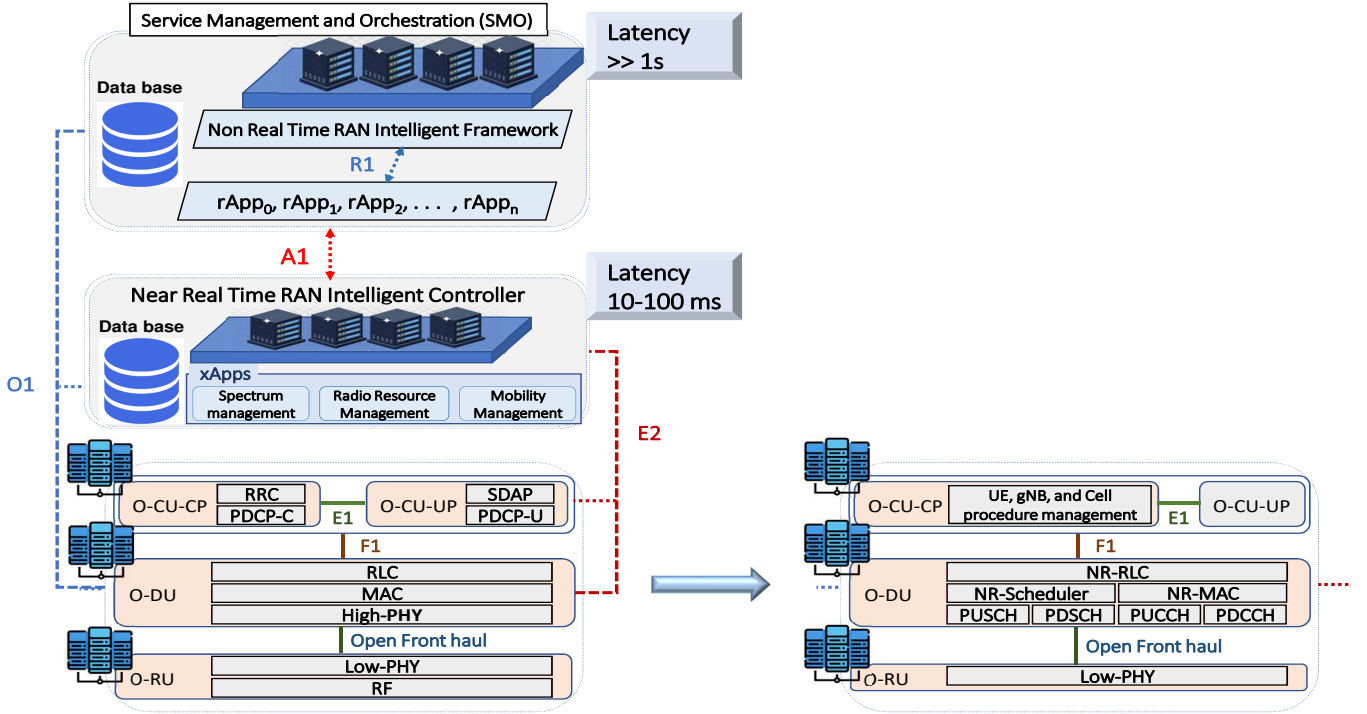 Service Management and Orchestration (SMO)
Latency
>> 1s
Data base
Non Real Time RAN Intelligent Framework
R1
rApp0, rApp1, rApp2, . . . , rAppn
A1
Latency
10-100 ms
Near Real Time RAN Intelligent Controller
Data base
xApps
Spectrum
management
Radio Resource
Management
Mobility
Management
O1
E2
O-CU-CP
RRC
PDCP-C
E1
O-CU-UP
SDAP
PDCP-U
F1
O-DU
RLC
MAC
High-PHY
Open Front haul
O-RU
Low-PHY
RF
O-CU-CP
UE, gNB, and Cell
procedure management
E1
O-CU-UP
F1
O-DU
NR-RLC
NR-Scheduler
NR-MAC
PUSCH
PDSCH
PUCCH
PDCCH
Open Front haul
O-RU
Low-PHY